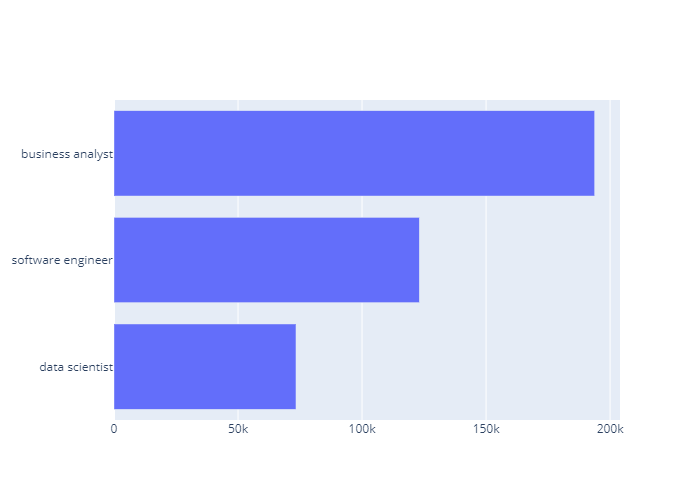 business analyst
software engineer
data scientist
0
50k
100k
150k
200k